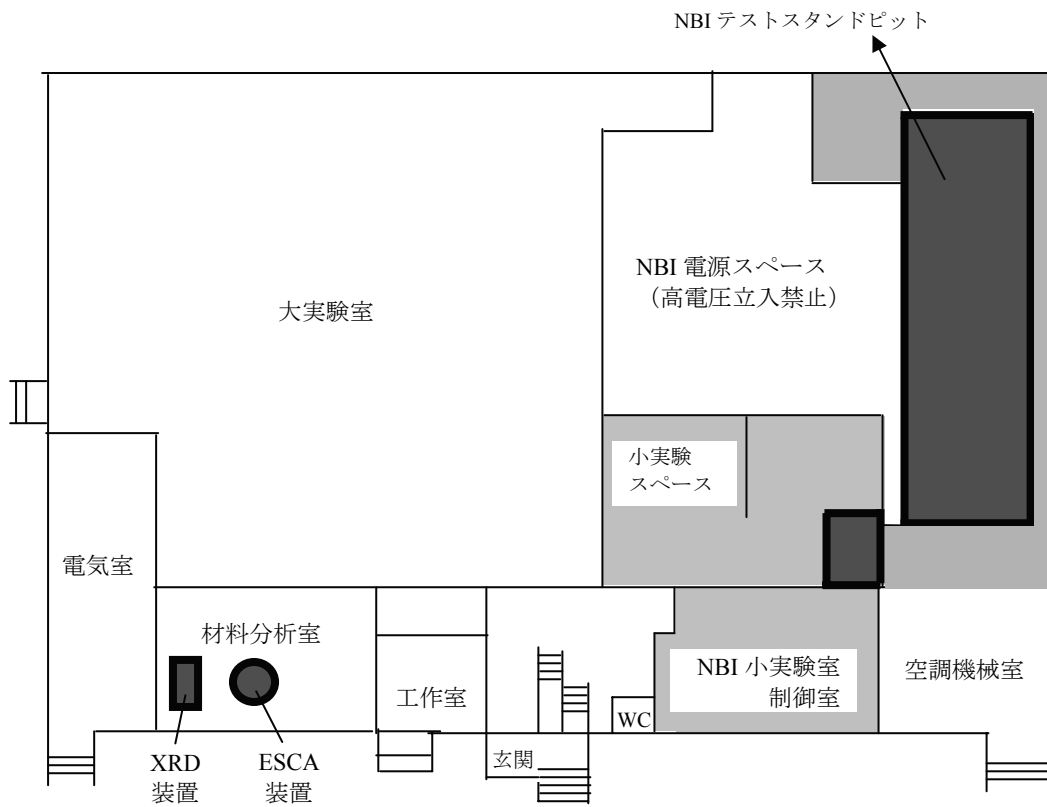 NBI テストスタンドピット
NBI 電源スペース
（高電圧立入禁止）
大実験室
小実験
スペース
電気室
材料分析室
工作室
NBI 小実験室
制御室
空調機械室
WC
玄関
XRD
装置
ESCA
装置